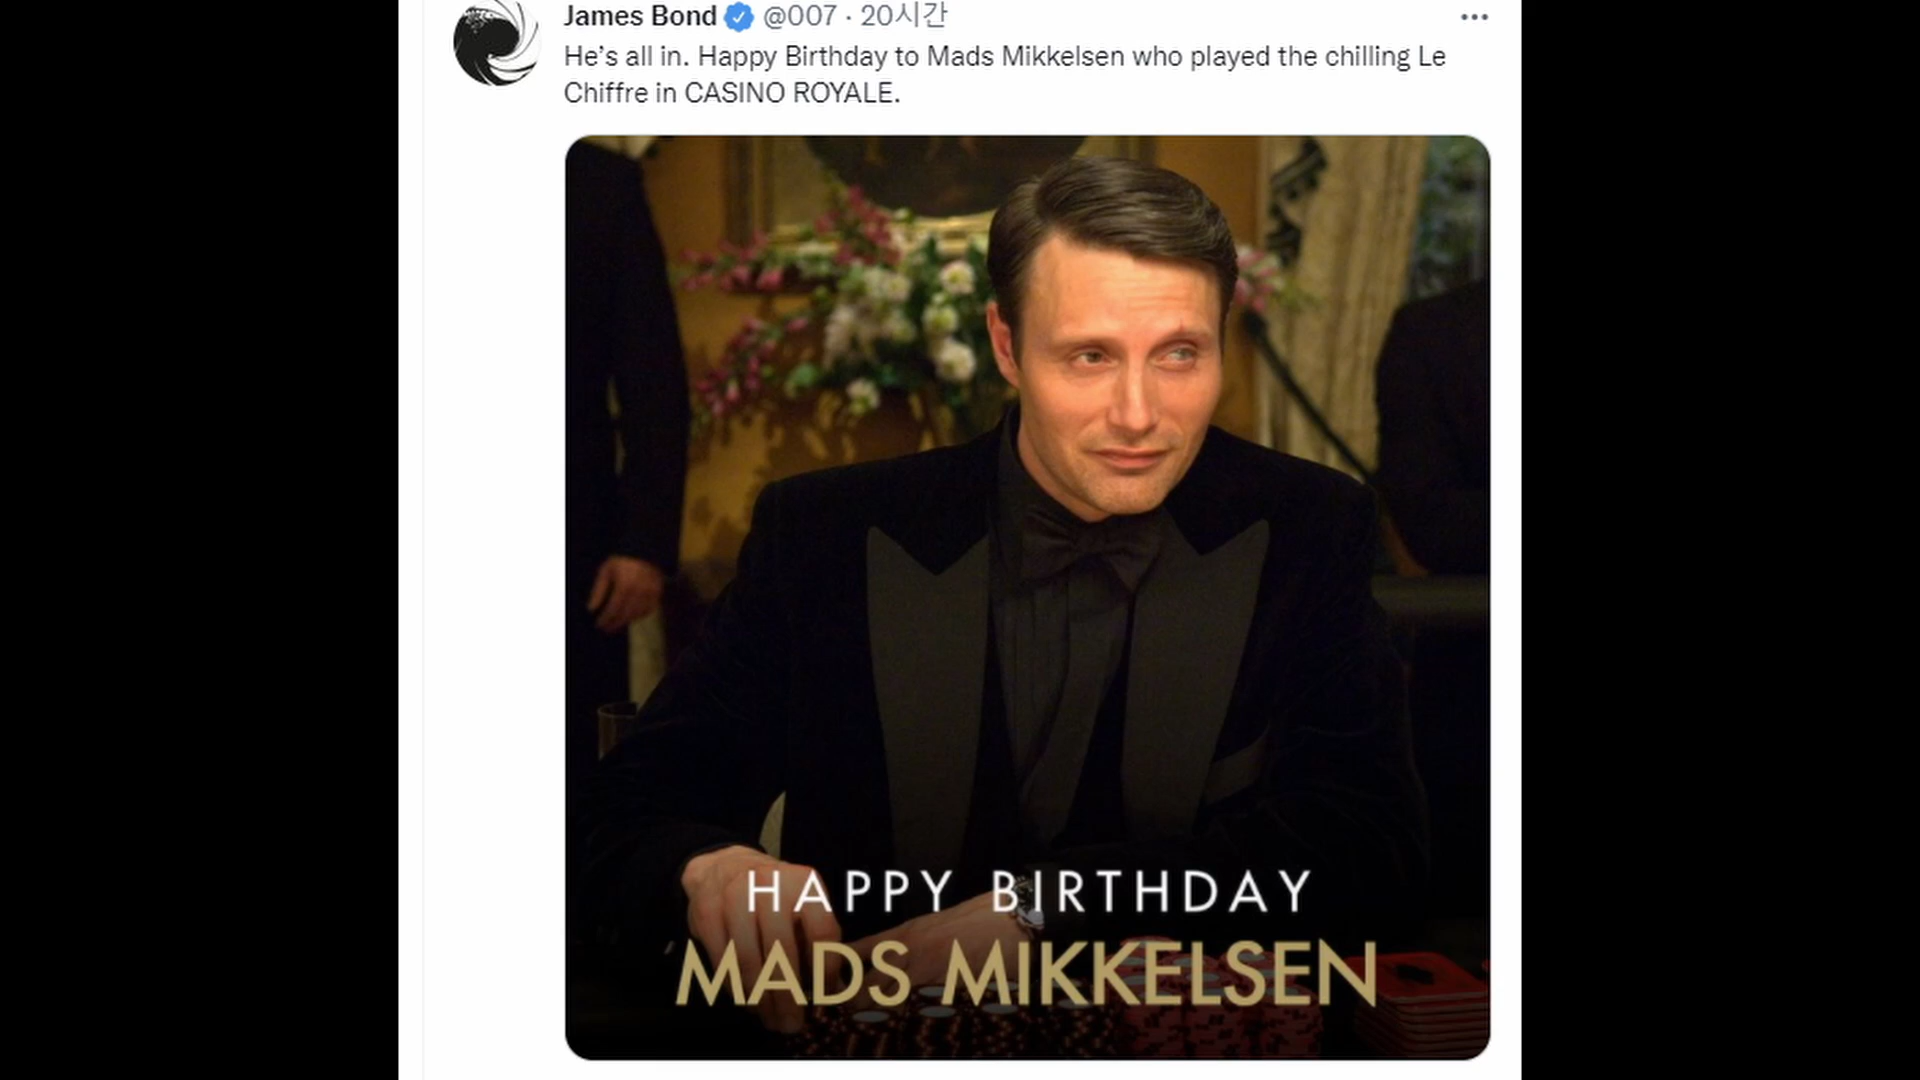 James Bond @007 · 20시간
He's all in. Happy Birthday to Mads Mikkelsen who played the chilling Le
Chiffre in CASINO ROYALE.
HAPPY BIRTHDAY
MADS MIKKELSEN